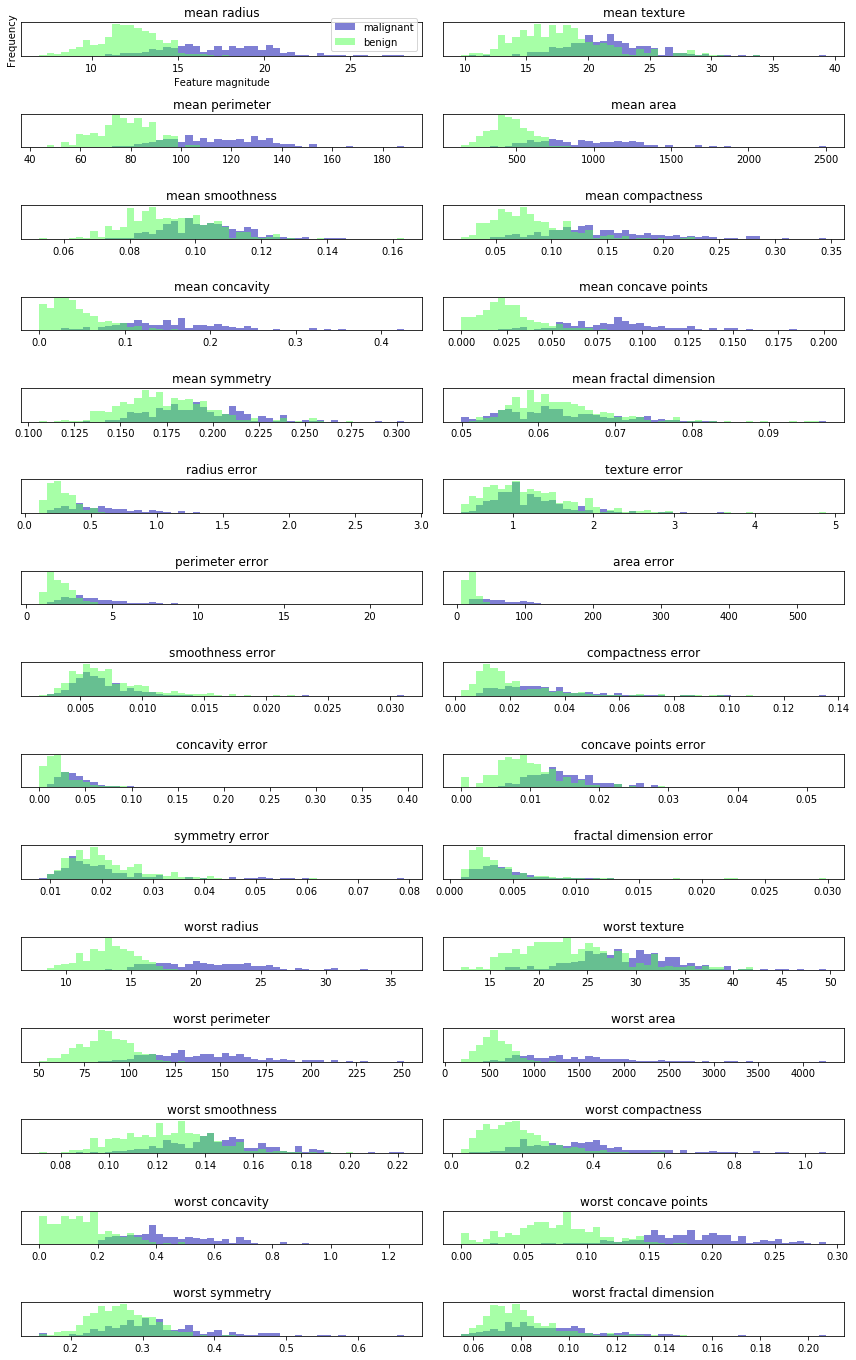 mean radius
Frequency
malignant
benign
10 15 20 25
Feature magnitude
mean texture
10 15 20 25 30 35 40
mean perimeter
40 60 80 100 120 140 160 180
mean area
500 1000 1500 2000 2500
mean smoothness
0.06 0.08 0.10 0.12 0.14 0.16
mean compactness
0.05 0.10 0.15 0.20 0.25 0.30 0.35
mean concavity
0.0 0.1 0.2 0.3 0.4
mean concave points
0.000 0.025 0.050 0.075 0.100 0.125 0.150 0.175 0.200
mean symmetry
0.100 0.125 0.150 0.175 0.200 0.225 0.250 0.275 0.300
mean fractal dimension
0.05 0.06 0.07 0.08 0.09
radius error
0.0 0.5 1.0 1.5 2.0 2.5 3.0
texture error
1 2 3 4 5
perimeter error
0 5 10 15 20
area error
0 100 200 300 400 500
smoothness error
0.005 0.010 0.015 0.020 0.025 0.030
compactness error
0.00 0.02 0.04 0.06 0.08 0.10 0.12 0.14
concavity error
0.00 0.05 0.10 0.15 0.20 0.25 0.30 0.35 0.40
concave points error
0.00 0.01 0.02 0.03 0.04 0.05
symmetry error
0.01 0.02 0.03 0.04 0.05 0.06 0.07 0.08
fractal dimension error
0.000 0.005 0.010 0.015 0.020 0.025 0.030
worst radius
10 15 20 25 30 35
worst texture
15 20 25 30 35 40 45 50
worst perimeter
50 75 100 125 150 175 200 225 250
worst area
0 500 1000 1500 2000 2500 3000 3500 4000
worst smoothness
0.08 0.10 0.12 0.14 0.16 0.18 0.20 0.22
worst compactness
0.0 0.2 0.4 0.6 0.8 1.0
worst concavity
0.0 0.2 0.4 0.6 0.8 1.0 1.2
worst concave points
0.00 0.05 0.10 0.15 0.20 0.25 0.30
worst symmetry
0.2 0.3 0.4 0.5 0.6
worst fractal dimension
0.06 0.08 0.10 0.12 0.14 0.16 0.18 0.20